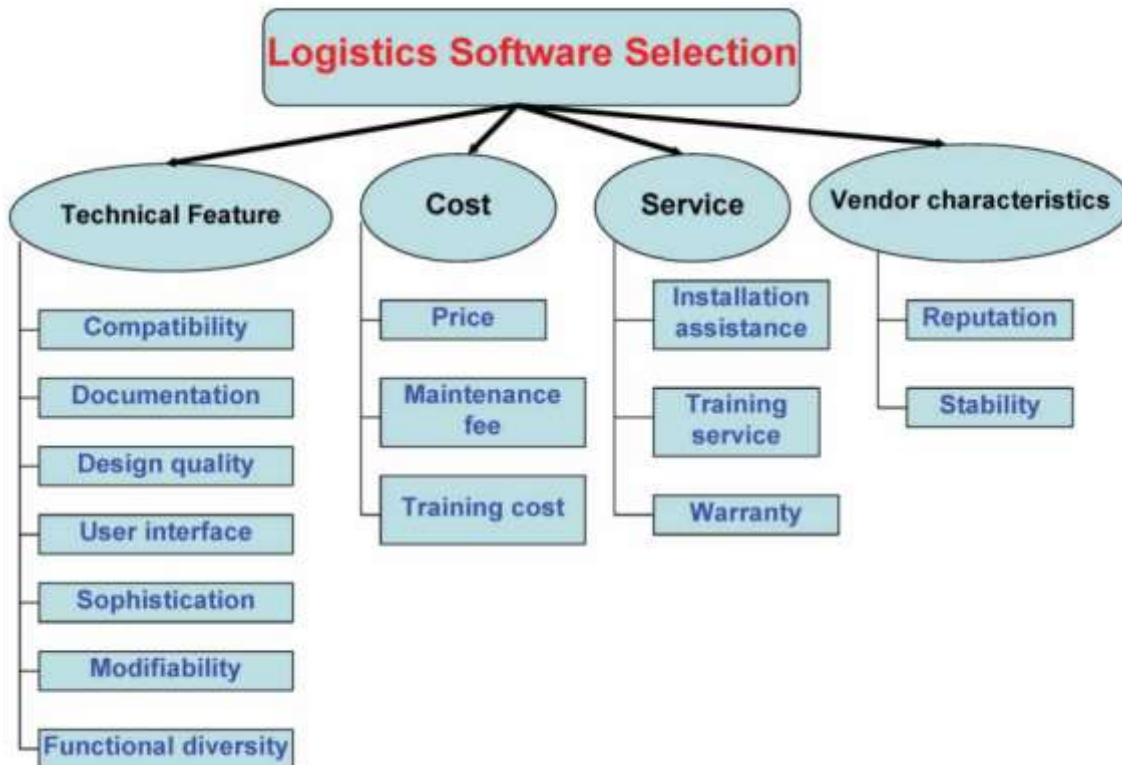 Logistics Software Selection
Technical Feature
Cost
Service
Vendor characteristics
Compatibility
Documentation
Design quality
User interface
Sophistication
Modifiability
Functional diversity
Price
Maintenance
fee
Training cost
Installation
assistance
Training
service
Warranty
Reputation
Stability